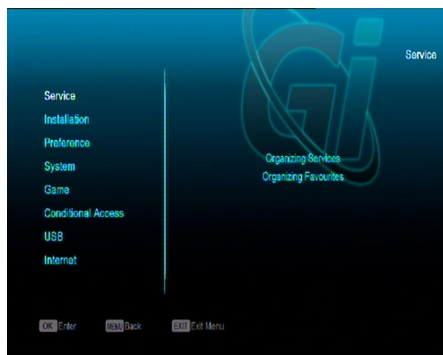 Gi
Service
Service
Installation
Preference
System
Game
Conditional Access
USB
Internet
Organizing Services
Organizing Favourites
OK Enter
MENU Back
EXIT Exit Menu